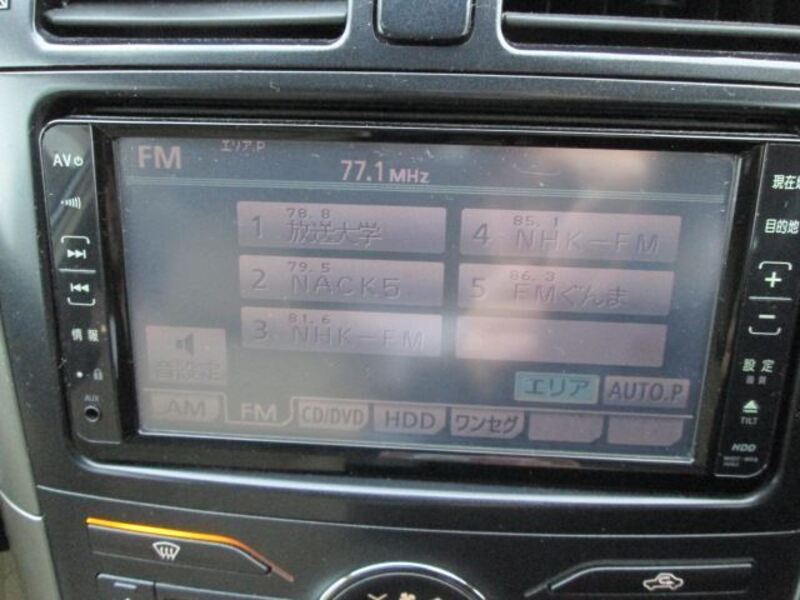 AV
FM エリア.P
77.1 MHz
78.8
1 放送大学
79.5
2 NACK5
81.6
3 NHK-FM
85.1
4 NHK-FM
86.3
5 FMぐんま
音設定
エリア AUTO.P
AM FM CD/DVD HDD ワンセグ
情報
AUX
現在地
目的地
+
-
設定
画質
TILT
HDD